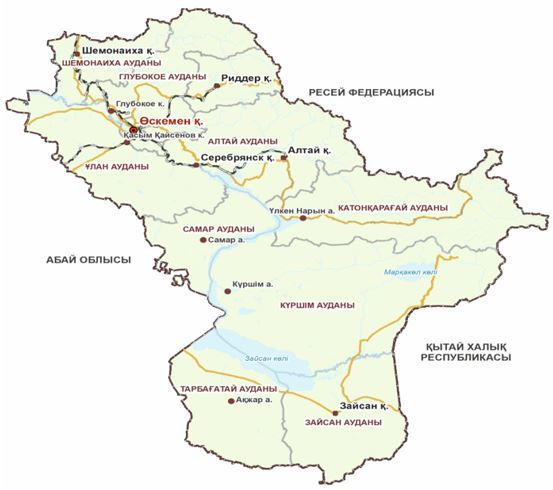 Шемонаиха қ.
ШЕМОНАИХА АУДАНЫ
ГЛУБОКОЕ АУДАНЫ
Риддер қ.
РЕСЕЙ ФЕДЕРАЦИЯСЫ
Глубокое к.
Өскемен қ.
Қасым Қайсенов к.
АЛТАЙ АУДАНЫ
Алтай қ.
Серебрянск қ.
ҰЛАН АУДАНЫ
КАТОНҚАРАҒАЙ АУДАНЫ
Үлкен Нарын а.
САМАР АУДАНЫ
Самар а.
АБАЙ ОБЛЫСЫ
Марқакөл көлі
Күршім а.
КҮРШІМ АУДАНЫ
ҚЫТАЙ ХАЛЫҚ
РЕСПУБЛИКАСЫ
Зайсан көлі
ТАРБАҒАТАЙ АУДАНЫ
Ақжар а.
Зайсан қ.
ЗАЙСАН АУДАНЫ